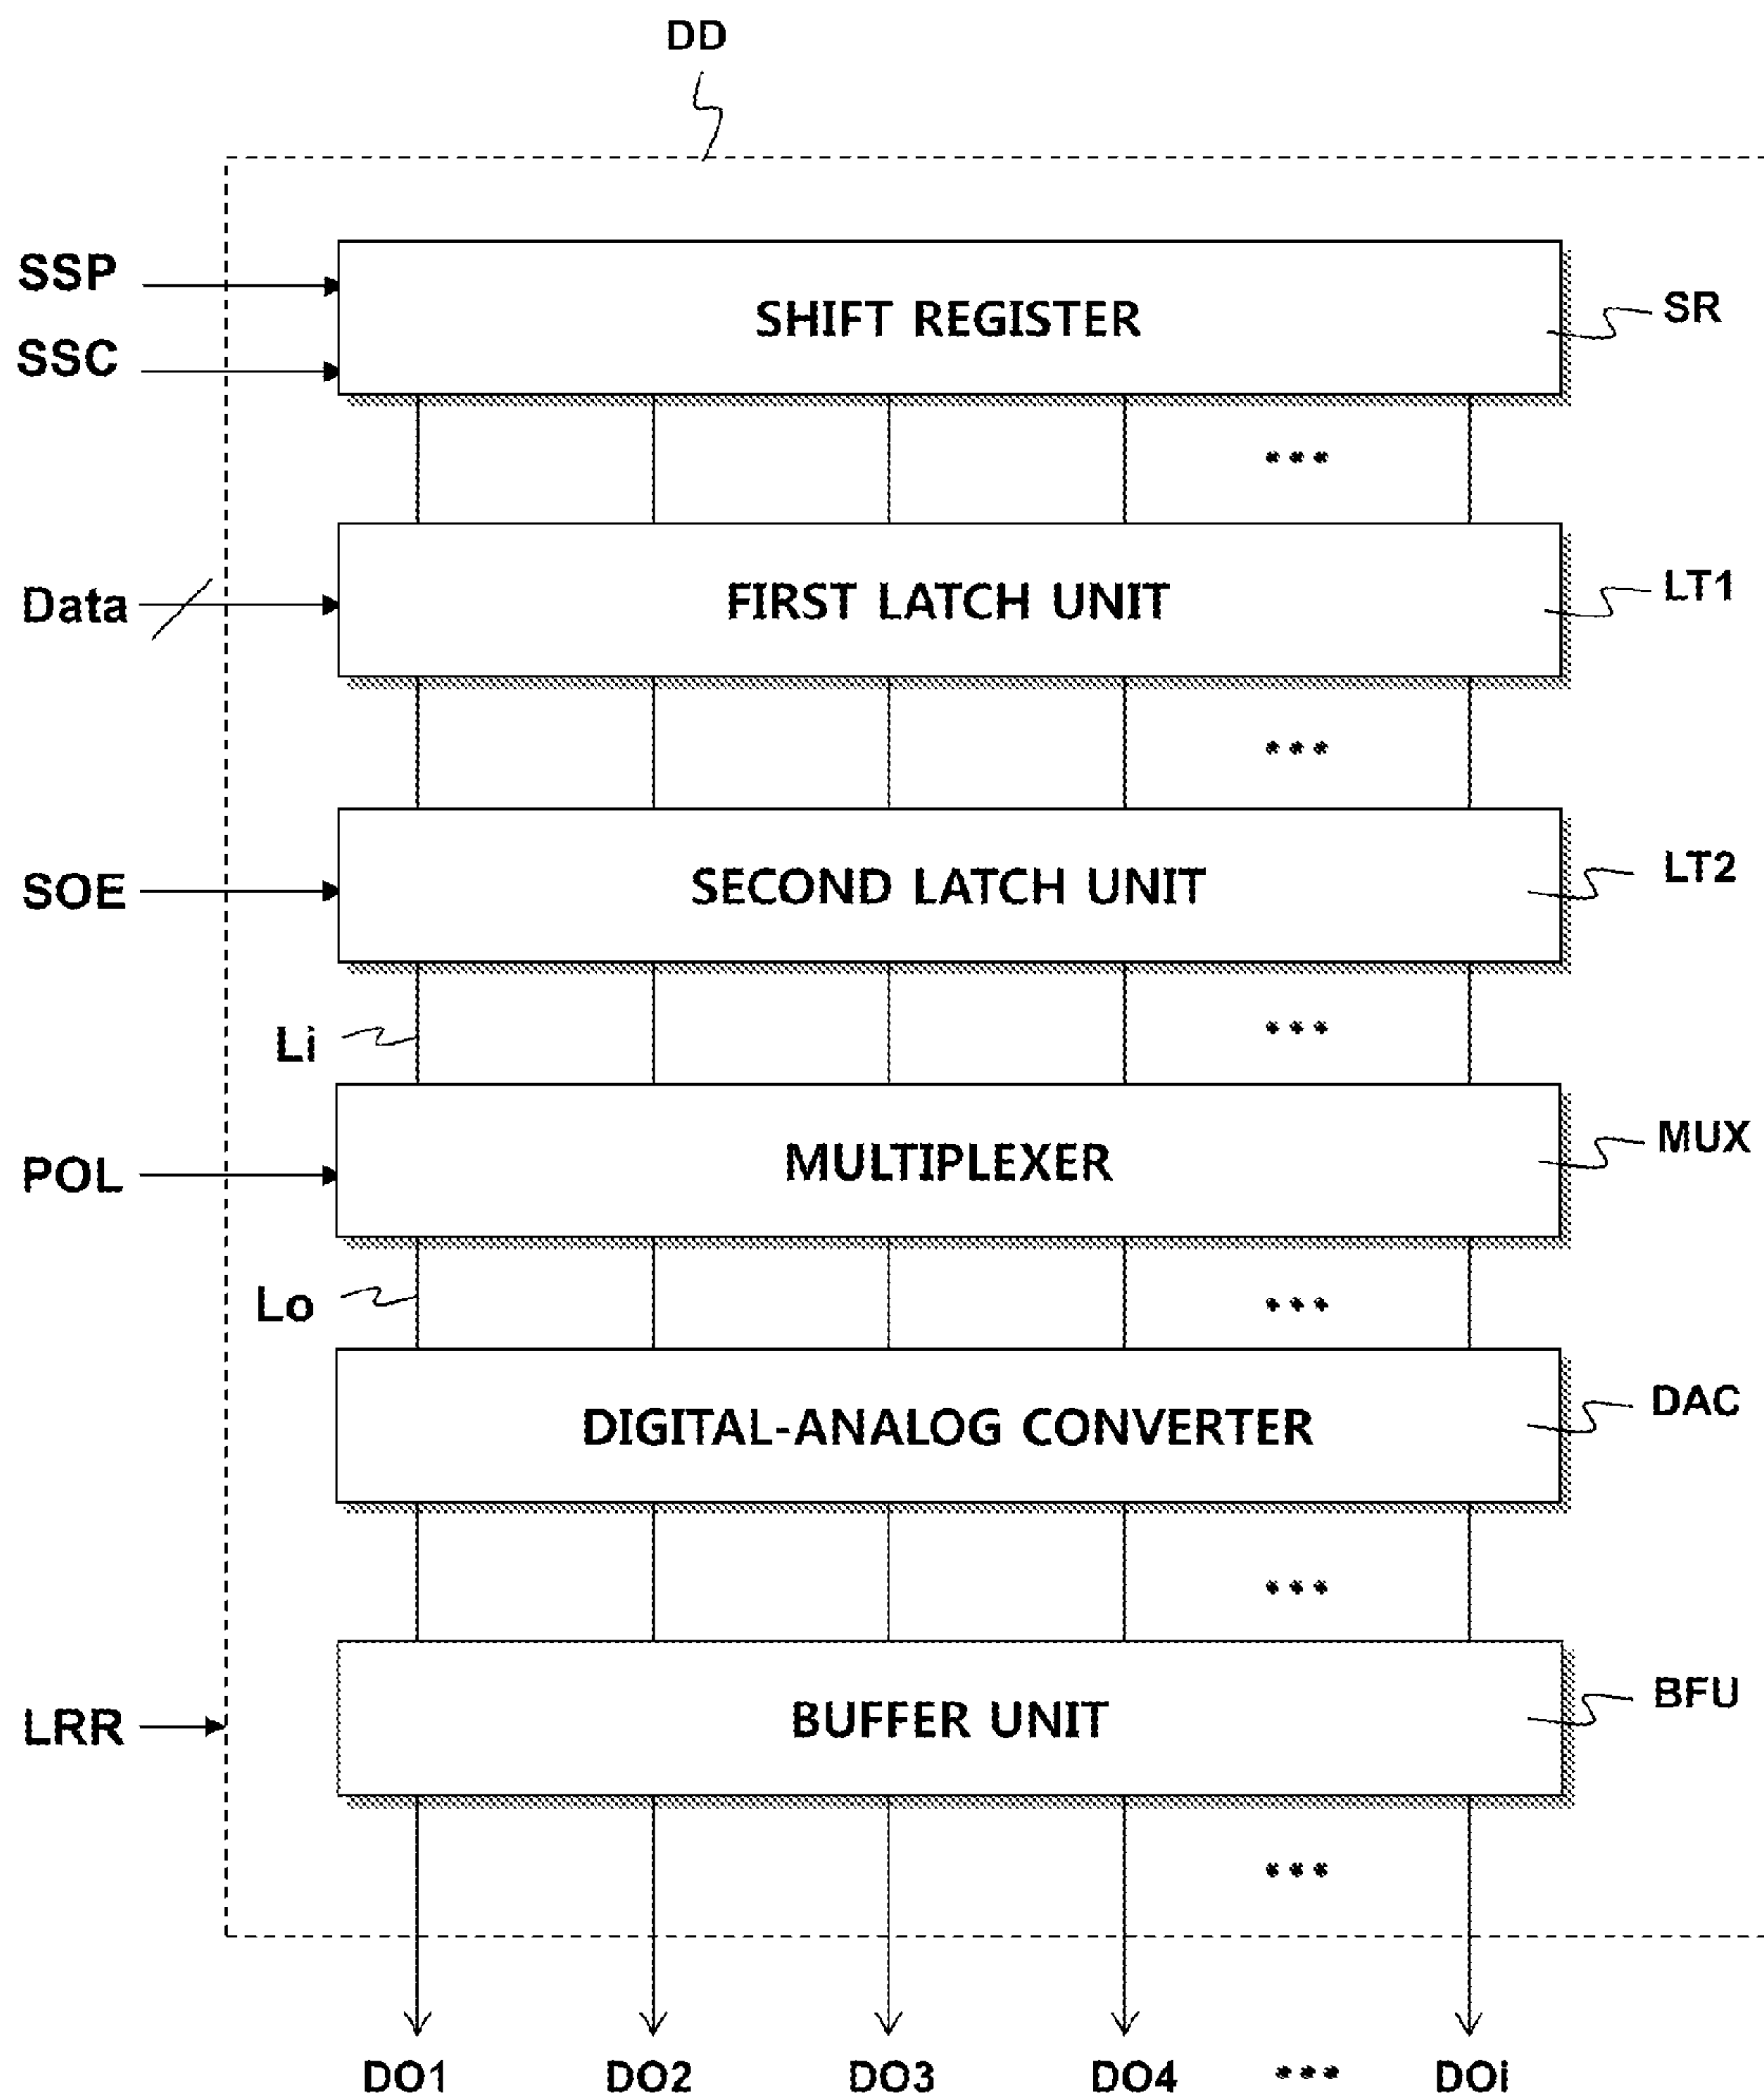 DD
SSP
SSC
SHIFT REGISTER
SR
•••
Data
FIRST LATCH UNIT
LT1
•••
SOE
SECOND LATCH UNIT
LT2
Li
•••
POL
MULTIPLEXER
MUX
Lo
•••
DIGITAL-ANALOG CONVERTER
DAC
•••
LRR
BUFFER UNIT
BFU
•••
DO1 DO2 DO3 DO4 ••• DOi